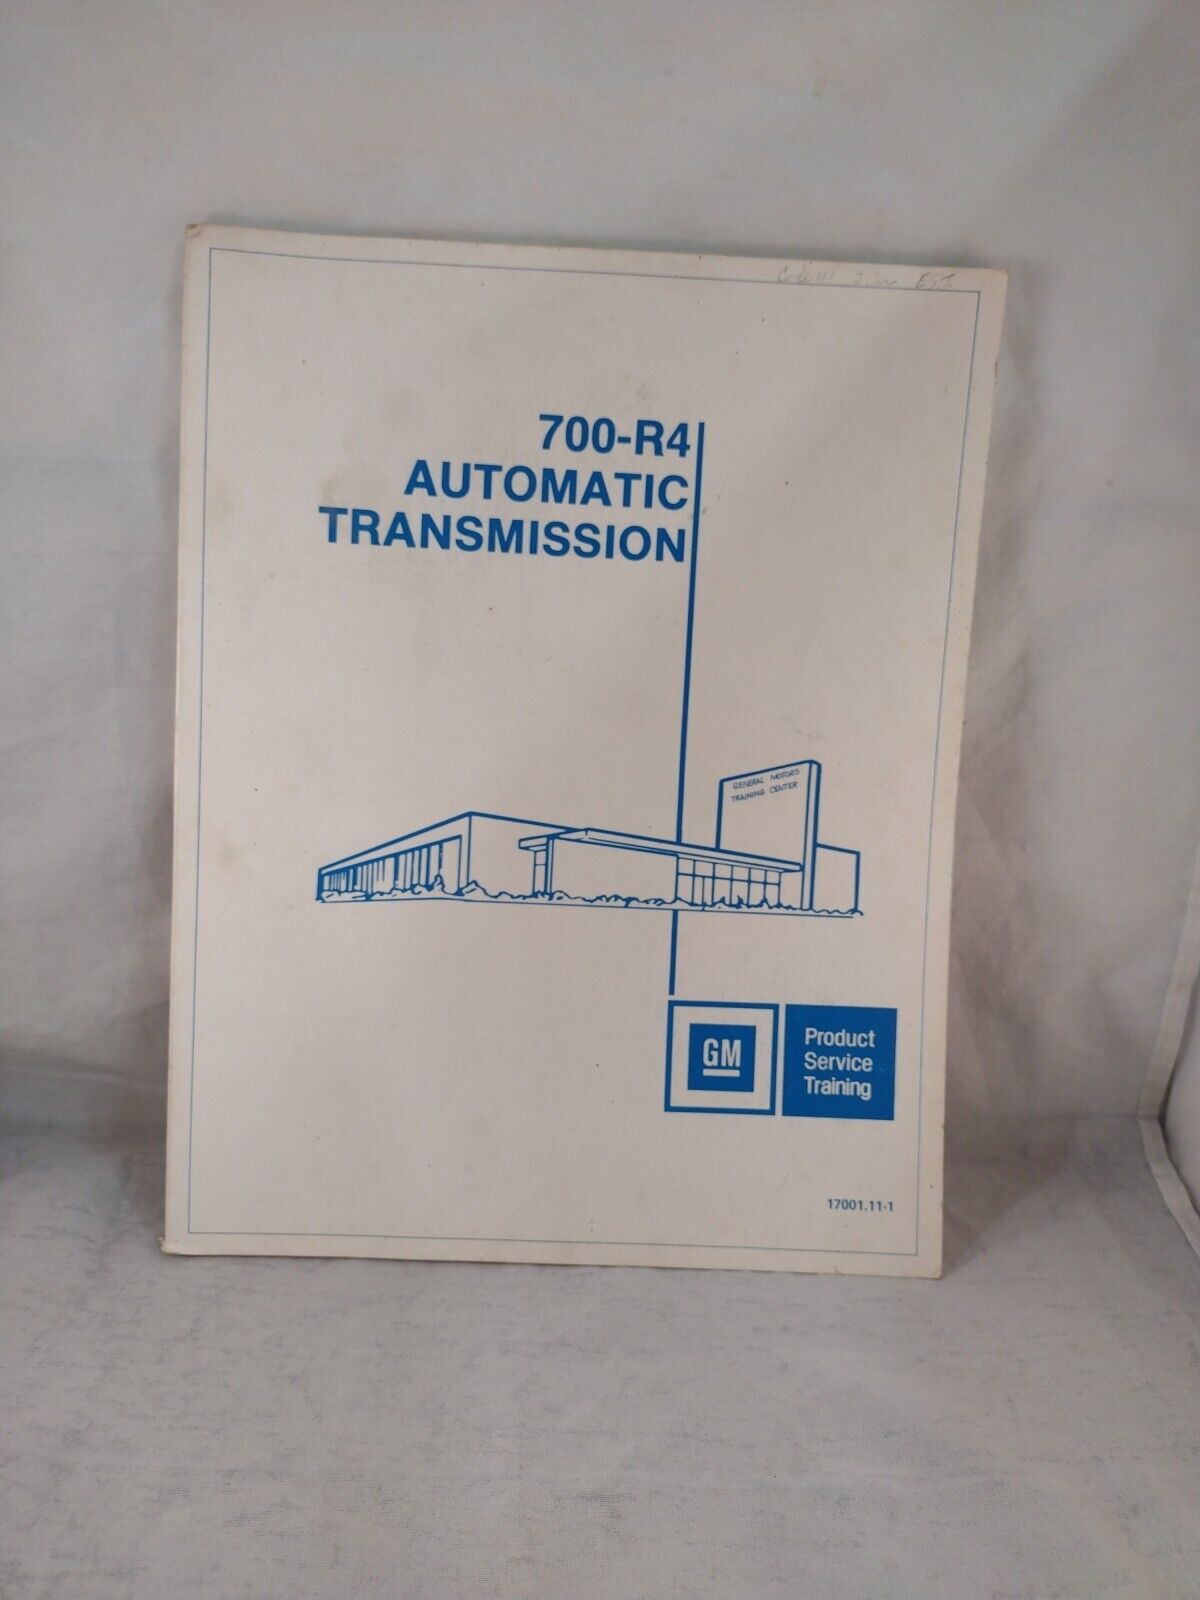 700-R4
AUTOMATIC
TRANSMISSION
GENERAL MOTORS
TRAINING CENTER
GM
Product
Service
Training
17001.11-1